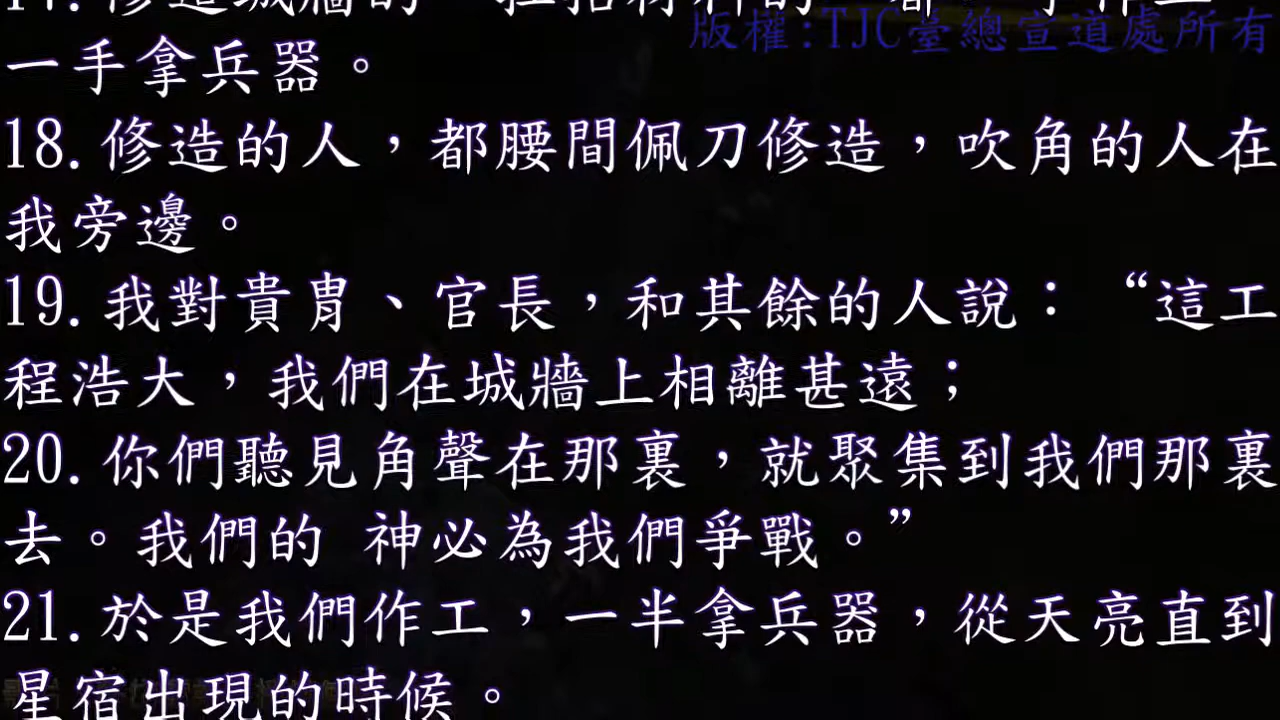 版權:TJC臺總宣道處所有
一手拿兵器。
18.修造的人，都腰間佩刀修造，吹角的人在
我旁邊。
19.我對貴冑、官長，和其餘的人說： “這工
程浩大，我們在城牆上相離甚遠；
20.你們聽見角聲在那裏，就聚集到我們那裏
去。我們的 神必為我們爭戰。”
21.於是我們作工，一半拿兵器，從天亮直到
星宿出現的時候。